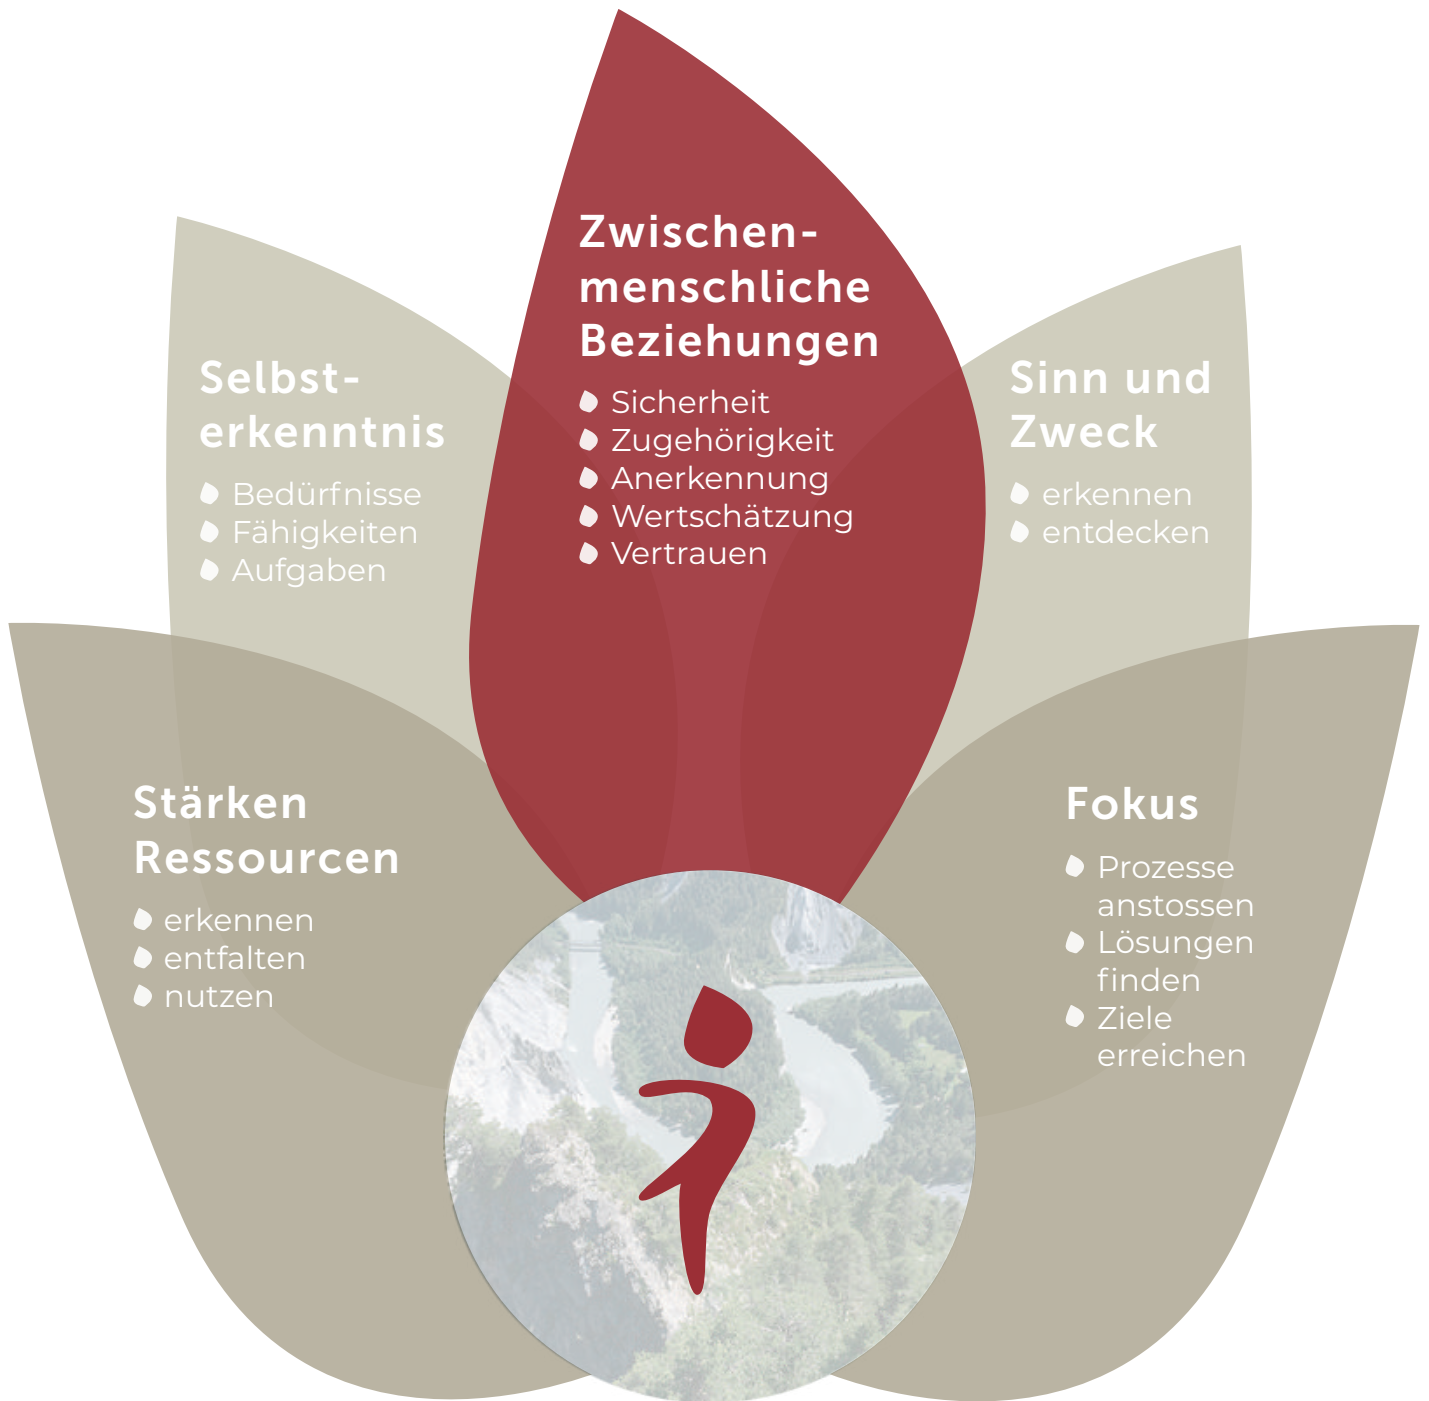 Zwischen-
menschliche
Beziehungen
Sicherheit
Zugehörigkeit
Anerkennung
Wertschätzung
Vertrauen
Selbst-
erkenntnis
Bedürfnisse
Fähigkeiten
Aufgaben
Sinn und
Zweck
erkennen
entdecken
Stärken
Ressourcen
erkennen
entfalten
nutzen
Fokus
Prozesse
anstossen
Lösungen
finden
Ziele
erreichen